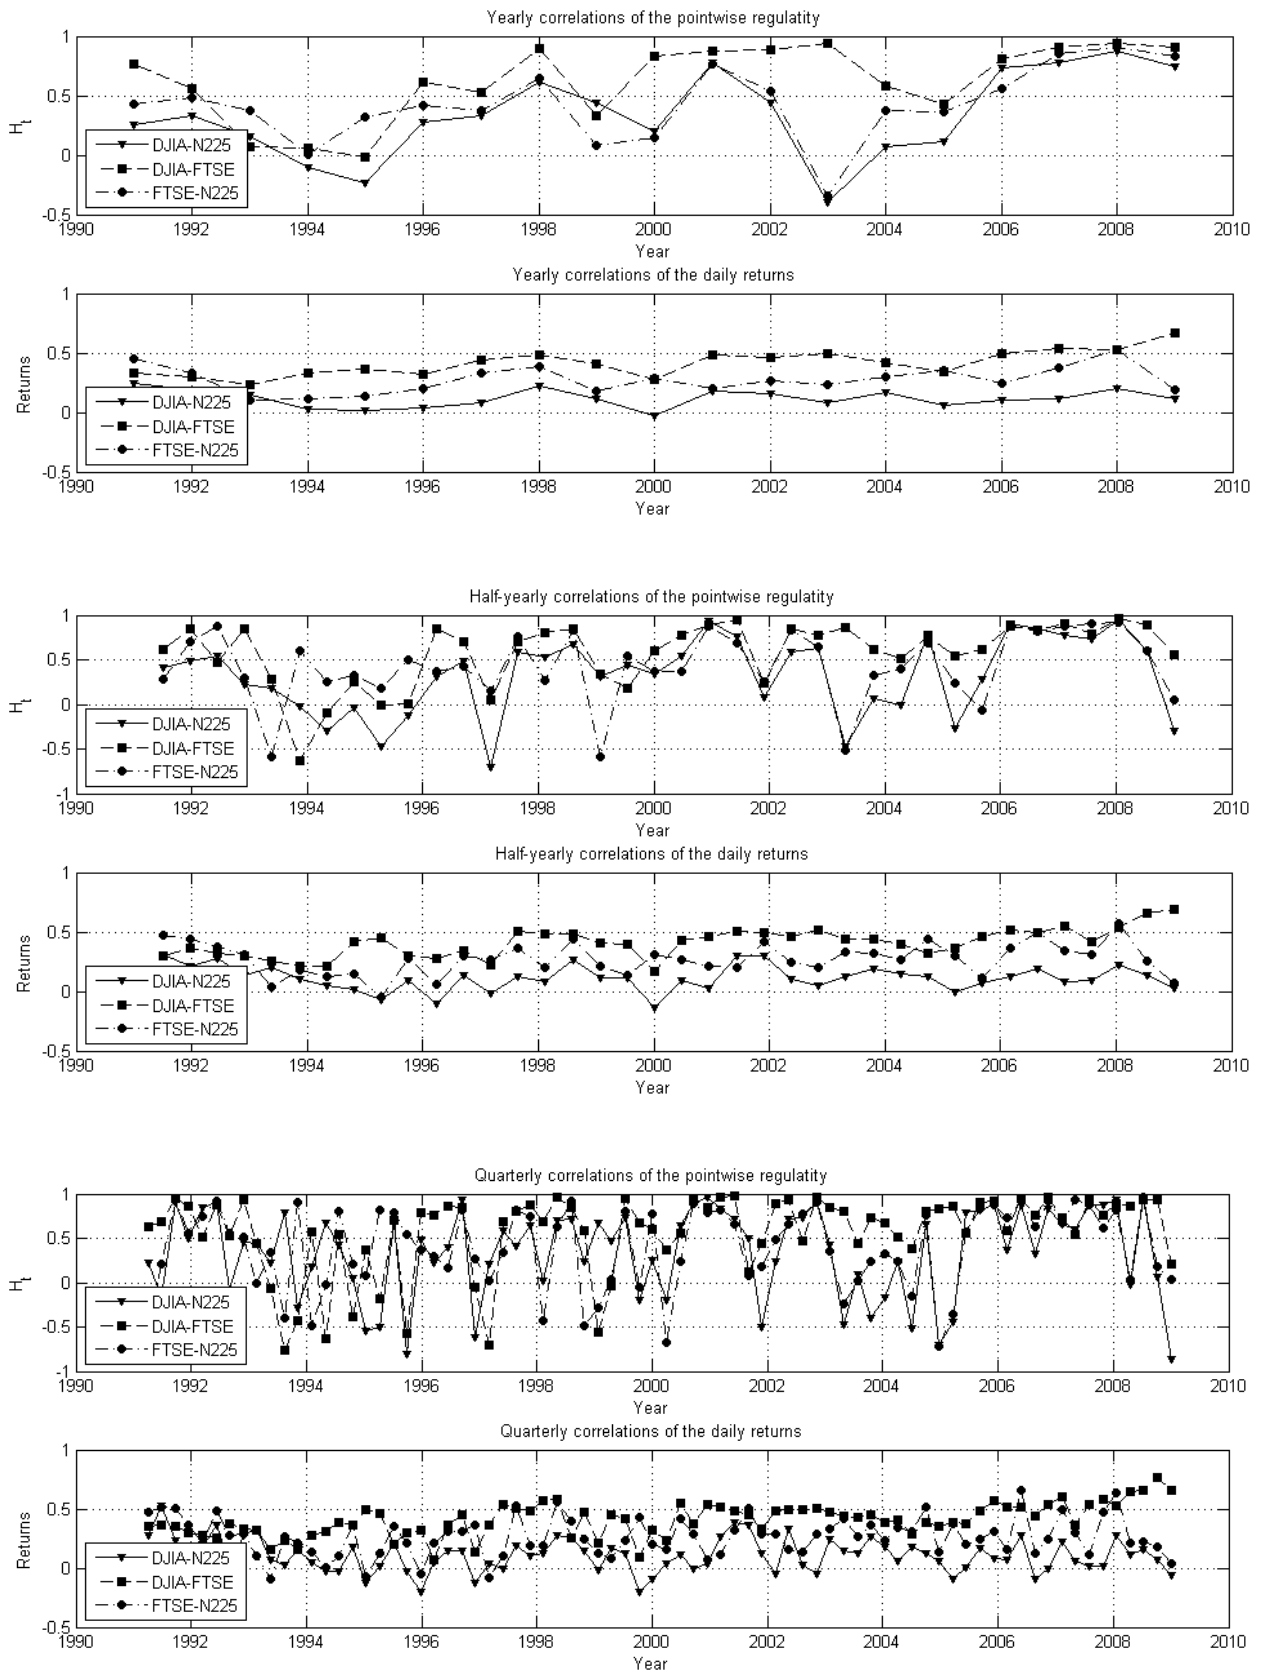 Yearly correlations of the pointwise regulatity
1
0.5
0
-0.5
H_t
DJIA-N225
DJIA-FTSE
FTSE-N225
1990 1992 1994 1996 1998 2000 2002 2004 2006 2008 2010
Year
Yearly correlations of the daily returns
1
0.5
0
-0.5
Returns
DJIA-N225
DJIA-FTSE
FTSE-N225
1990 1992 1994 1996 1998 2000 2002 2004 2006 2008 2010
Year
Half-yearly correlations of the pointwise regulatity
1
0.5
0
-0.5
-1
H_t
DJIA-N225
DJIA-FTSE
FTSE-N225
1990 1992 1994 1996 1998 2000 2002 2004 2006 2008 2010
Year
Half-yearly correlations of the daily returns
1
0.5
0
-0.5
Returns
DJIA-N225
DJIA-FTSE
FTSE-N225
1990 1992 1994 1996 1998 2000 2002 2004 2006 2008 2010
Year
Quarterly correlations of the pointwise regulatity
1
0.5
0
-0.5
-1
H_t
DJIA-N225
DJIA-FTSE
FTSE-N225
1990 1992 1994 1996 1998 2000 2002 2004 2006 2008 2010
Year
Quarterly correlations of the daily returns
1
0.5
0
-0.5
Returns
DJIA-N225
DJIA-FTSE
FTSE-N225
1990 1992 1994 1996 1998 2000 2002 2004 2006 2008 2010
Year